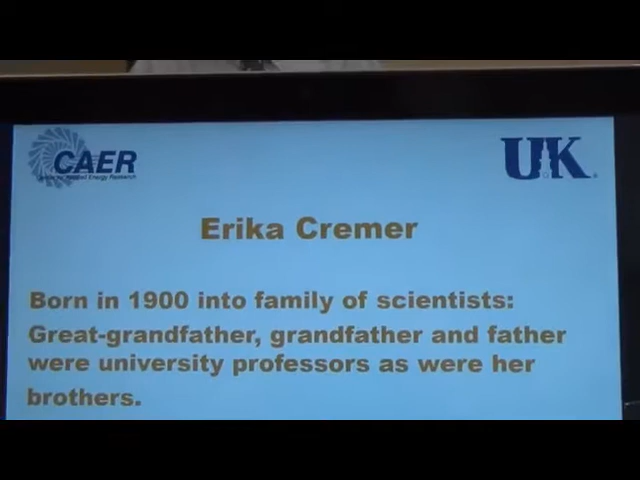 CAER
Center for Applied Energy Research
UK
Erika Cremer
Born in 1900 into family of scientists:
Great-grandfather, grandfather and father
were university professors as were her
brothers.